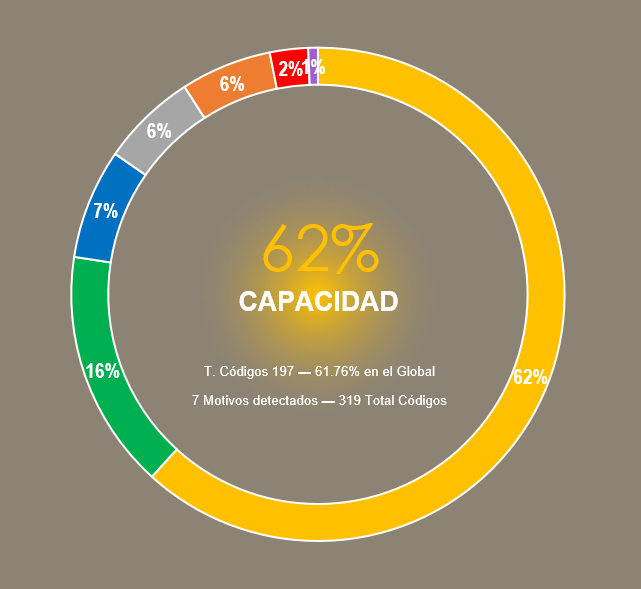 2%
1%
6%
6%
7%
62%
CAPACIDAD
16%
T. Códigos 197 — 61.76% en el Global
62%
7 Motivos detectados — 319 Total Códigos